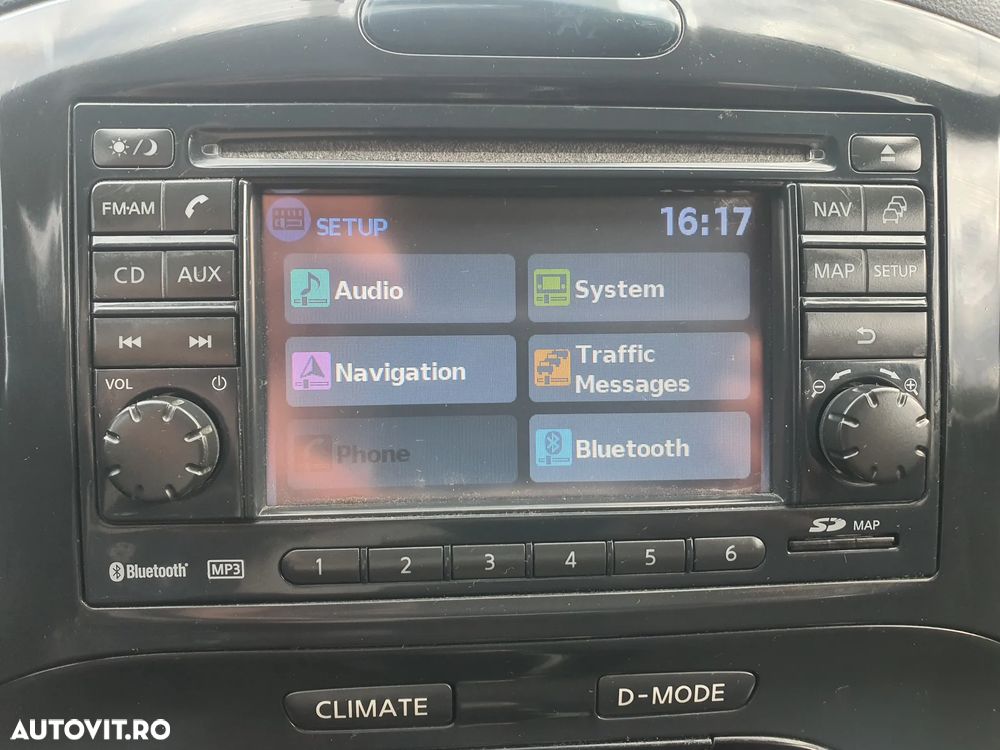 FM·AM
CD AUX
VOL
SETUP 16:17
Audio
System
Navigation
Traffic
Messages
Phone
Bluetooth
NAV
MAP SETUP
SD MAP
Bluetooth MP3
1 2 3 4 5 6
CLIMATE D-MODE
AUTOVIT.RO